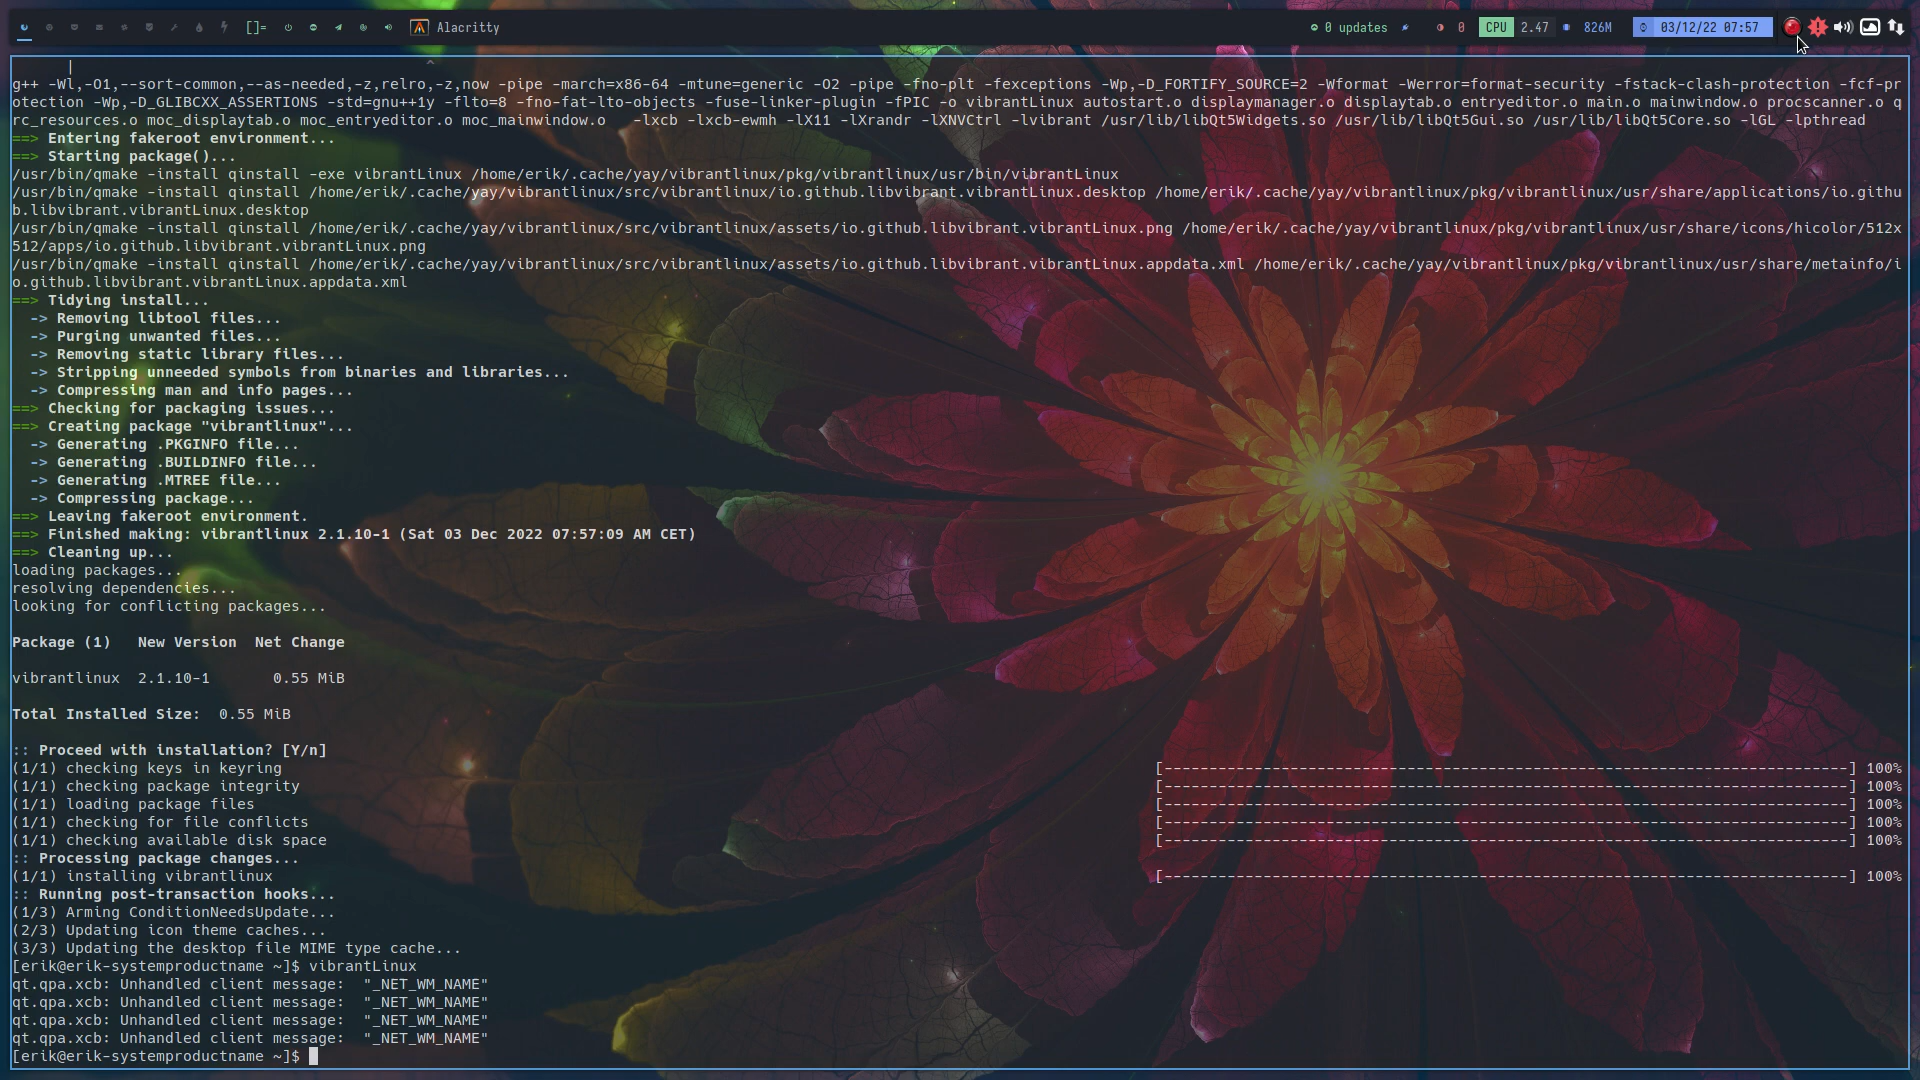 []= Alacritty 0 updates 0 CPU 2.47 826M 03/12/22 07:57
| ^
g++ -Wl,-O1,--sort-common,--as-needed,-z,relro,-z,now -pipe -march=x86-64 -mtune=generic -O2 -pipe -fno-plt -fexceptions -Wp,-D_FORTIFY_SOURCE=2 -Wformat -Werror=format-security -fstack-clash-protection -fcf-pr
otection -Wp,-D_GLIBCXX_ASSERTIONS -std=gnu++1y -flto=8 -fno-fat-lto-objects -fuse-linker-plugin -fPIC -o vibrantLinux autostart.o displaymanager.o displaytab.o entryeditor.o main.o mainwindow.o procscanner.o q
rc_resources.o moc_displaytab.o moc_entryeditor.o moc_mainwindow.o   -lxcb -lxcb-ewmh -lX11 -lXrandr -lXNVCtrl -lvibrant /usr/lib/libQt5Widgets.so /usr/lib/libQt5Gui.so /usr/lib/libQt5Core.so -lGL -lpthread
==> Entering fakeroot environment...
==> Starting package()...
/usr/bin/qmake -install qinstall -exe vibrantLinux /home/erik/.cache/yay/vibrantlinux/pkg/vibrantlinux/usr/bin/vibrantLinux
/usr/bin/qmake -install qinstall /home/erik/.cache/yay/vibrantlinux/src/vibrantlinux/io.github.libvibrant.vibrantLinux.desktop /home/erik/.cache/yay/vibrantlinux/pkg/vibrantlinux/usr/share/applications/io.githu
b.libvibrant.vibrantLinux.desktop
/usr/bin/qmake -install qinstall /home/erik/.cache/yay/vibrantlinux/src/vibrantlinux/assets/io.github.libvibrant.vibrantLinux.png /home/erik/.cache/yay/vibrantlinux/pkg/vibrantlinux/usr/share/icons/hicolor/512x
512/apps/io.github.libvibrant.vibrantLinux.png
/usr/bin/qmake -install qinstall /home/erik/.cache/yay/vibrantlinux/src/vibrantlinux/assets/io.github.libvibrant.vibrantLinux.appdata.xml /home/erik/.cache/yay/vibrantlinux/pkg/vibrantlinux/usr/share/metainfo/i
o.github.libvibrant.vibrantLinux.appdata.xml
==> Tidying install...
  -> Removing libtool files...
  -> Purging unwanted files...
  -> Removing static library files...
  -> Stripping unneeded symbols from binaries and libraries...
  -> Compressing man and info pages...
==> Checking for packaging issues...
==> Creating package "vibrantlinux"...
  -> Generating .PKGINFO file...
  -> Generating .BUILDINFO file...
  -> Generating .MTREE file...
  -> Compressing package...
==> Leaving fakeroot environment.
==> Finished making: vibrantlinux 2.1.10-1 (Sat 03 Dec 2022 07:57:09 AM CET)
==> Cleaning up...
loading packages...
resolving dependencies...
looking for conflicting packages...
Package (1)   New Version  Net Change
vibrantlinux  2.1.10-1       0.55 MiB
Total Installed Size:  0.55 MiB
:: Proceed with installation? [Y/n]
(1/1) checking keys in keyring [----------------------------------------------------------------------------] 100%
(1/1) checking package integrity [----------------------------------------------------------------------------] 100%
(1/1) loading package files [----------------------------------------------------------------------------] 100%
(1/1) checking for file conflicts [----------------------------------------------------------------------------] 100%
(1/1) checking available disk space [----------------------------------------------------------------------------] 100%
:: Processing package changes...
(1/1) installing vibrantlinux [----------------------------------------------------------------------------] 100%
:: Running post-transaction hooks...
(1/3) Arming ConditionNeedsUpdate...
(2/3) Updating icon theme caches...
(3/3) Updating the desktop file MIME type cache...
[erik@erik-systemproductname ~]$ vibrantLinux
qt.qpa.xcb: Unhandled client message:  "_NET_WM_NAME"
qt.qpa.xcb: Unhandled client message:  "_NET_WM_NAME"
qt.qpa.xcb: Unhandled client message:  "_NET_WM_NAME"
qt.qpa.xcb: Unhandled client message:  "_NET_WM_NAME"
[erik@erik-systemproductname ~]$